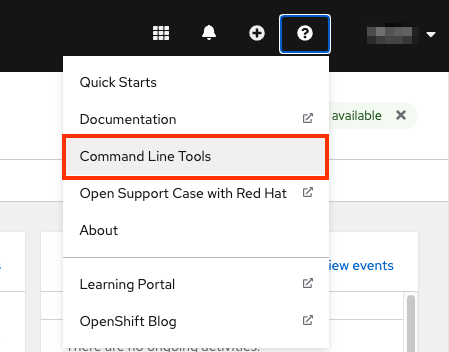 Quick Starts
Documentation
available
Command Line Tools
Open Support Case with Red Hat
About
view events
Learning Portal
OpenShift Blog
There are no ongoing activities.